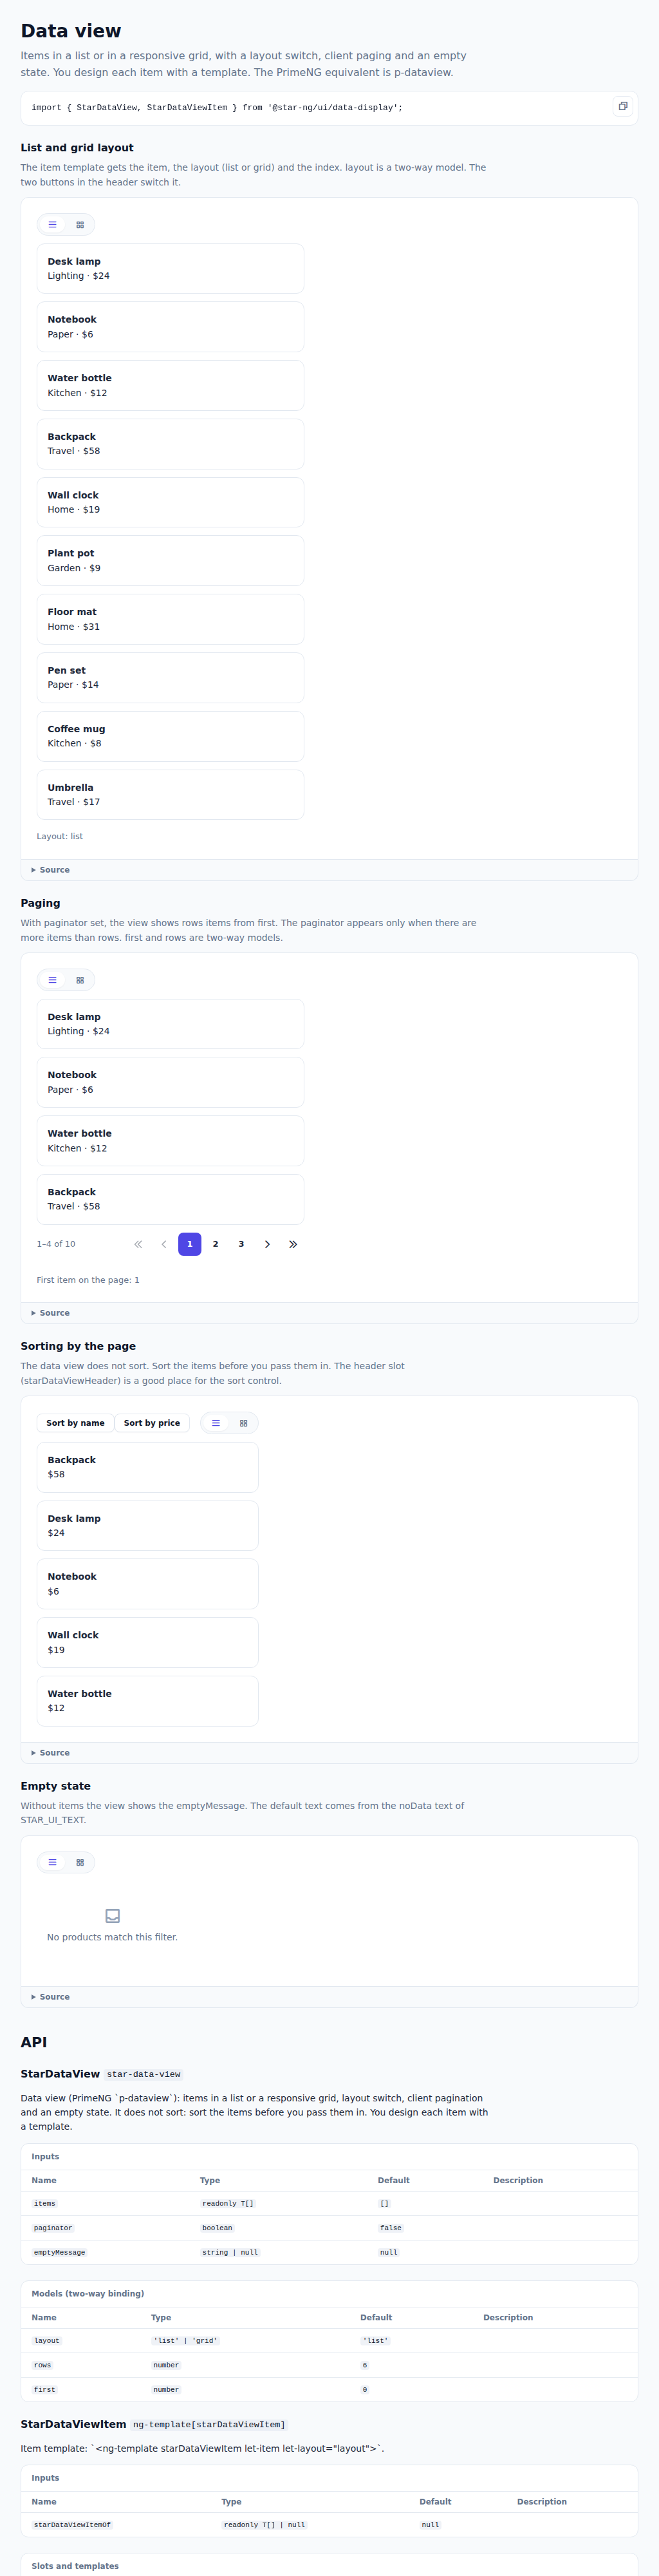 Data view
Items in a list or in a responsive grid, with a layout switch, client paging and an empty
state. You design each item with a template. The PrimeNG equivalent is p-dataview.
import { StarDataView, StarDataViewItem } from '@star-ng/ui/data-display';
List and grid layout
The item template gets the item, the layout (list or grid) and the index. layout is a two-way model. The
two buttons in the header switch it.
Desk lamp
Lighting · $24
Notebook
Paper · $6
Water bottle
Kitchen · $12
Backpack
Travel · $58
Wall clock
Home · $19
Plant pot
Garden · $9
Floor mat
Home · $31
Pen set
Paper · $14
Coffee mug
Kitchen · $8
Umbrella
Travel · $17
Layout: list
Source
Paging
With paginator set, the view shows rows items from first. The paginator appears only when there are
more items than rows. first and rows are two-way models.
Desk lamp
Lighting · $24
Notebook
Paper · $6
Water bottle
Kitchen · $12
Backpack
Travel · $58
1–4 of 10 1 2 3
First item on the page: 1
Source
Sorting by the page
The data view does not sort. Sort the items before you pass them in. The header slot
(starDataViewHeader) is a good place for the sort control.
Sort by name Sort by price
Backpack
$58
Desk lamp
$24
Notebook
$6
Wall clock
$19
Water bottle
$12
Source
Empty state
Without items the view shows the emptyMessage. The default text comes from the noData text of
STAR_UI_TEXT.
No products match this filter.
Source
API
StarDataView star-data-view
Data view (PrimeNG `p-dataview`): items in a list or a responsive grid, layout switch, client pagination
and an empty state. It does not sort: sort the items before you pass them in. You design each item with
a template.
Inputs
Name Type Default Description
items readonly T[] []
paginator boolean false
emptyMessage string | null null
Models (two-way binding)
Name Type Default Description
layout 'list' | 'grid' 'list'
rows number 6
first number 0
StarDataViewItem ng-template[starDataViewItem]
Item template: `<ng-template starDataViewItem let-item let-layout="layout">`.
Inputs
Name Type Default Description
starDataViewItemOf readonly T[] | null null
Slots and templates